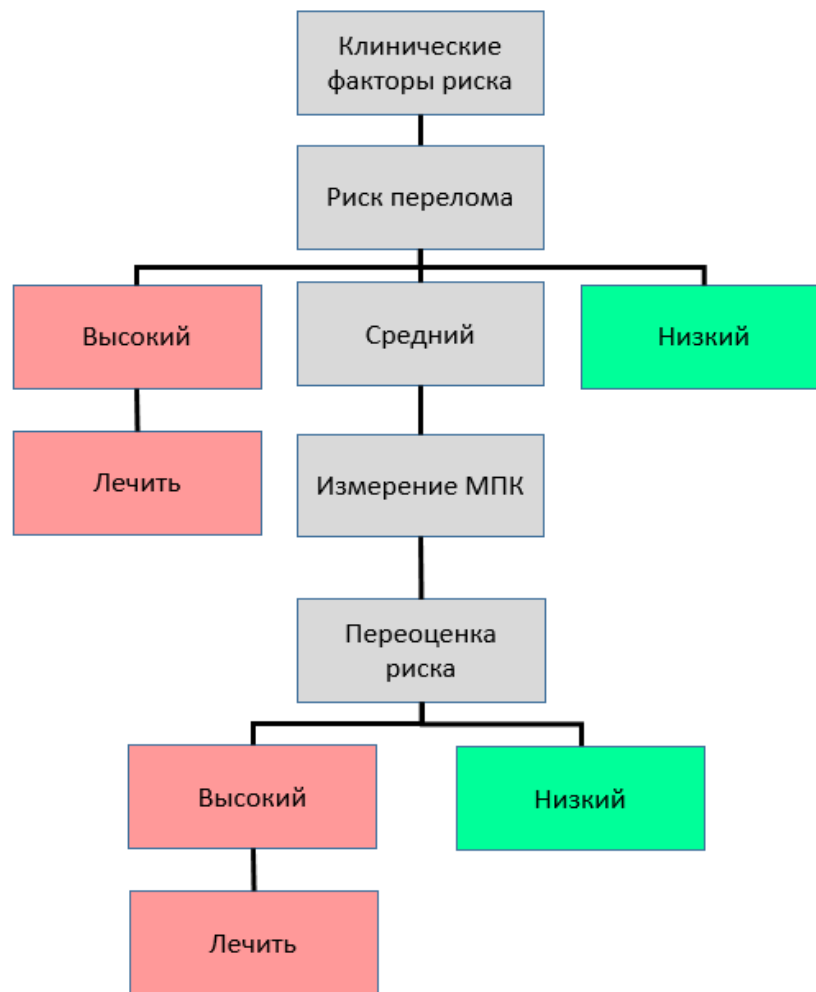 Клинические
факторы риска
Риск перелома
Высокий
Средний
Низкий
Лечить
Измерение МПК
Переоценка
риска
Высокий
Низкий
Лечить